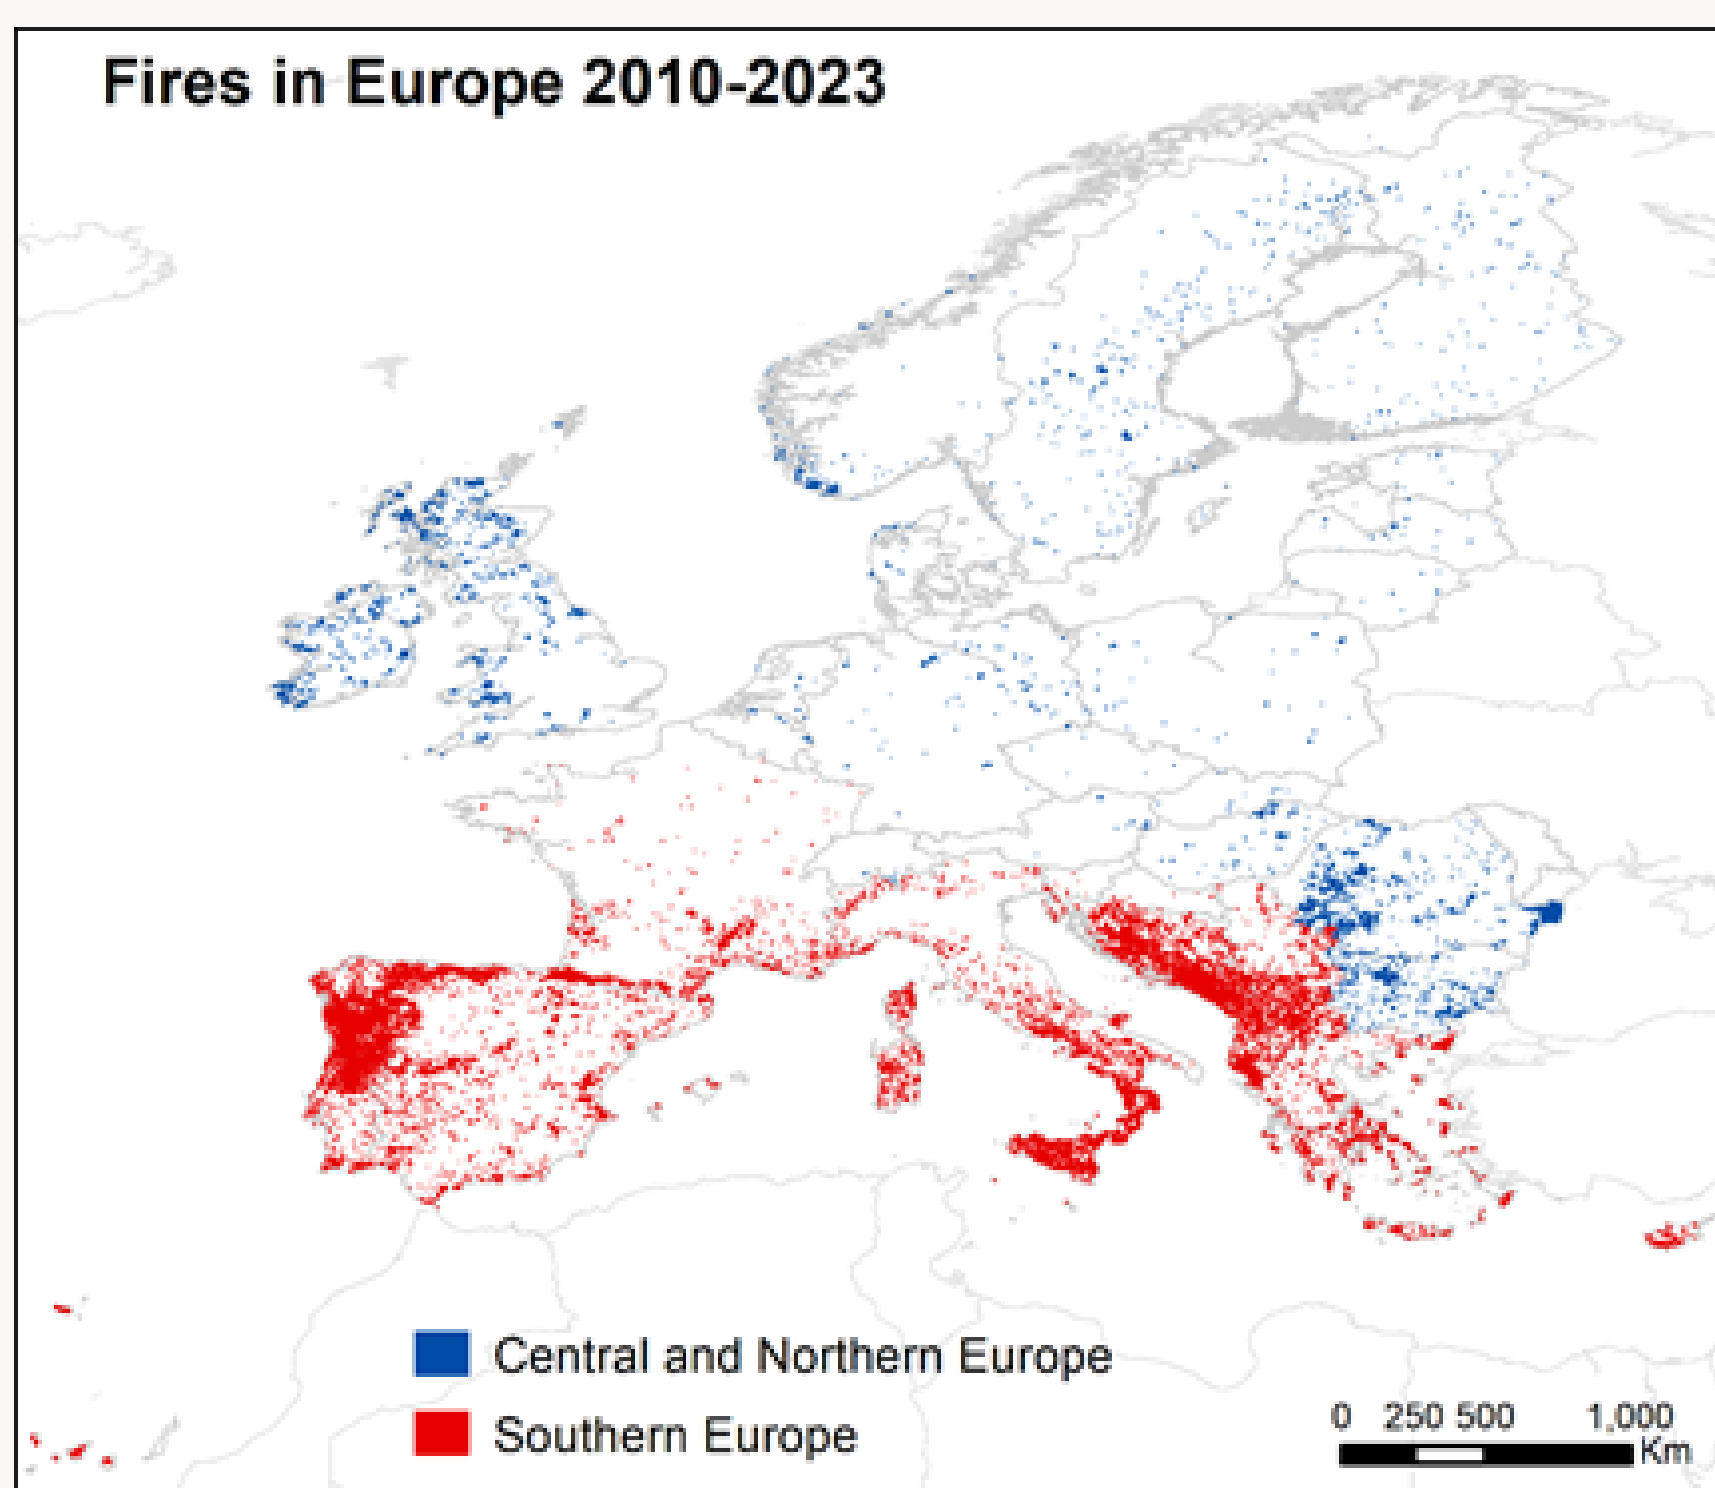 Fires in Europe 2010-2023
Central and Northern Europe
Southern Europe
0 250 500 1,000
Km